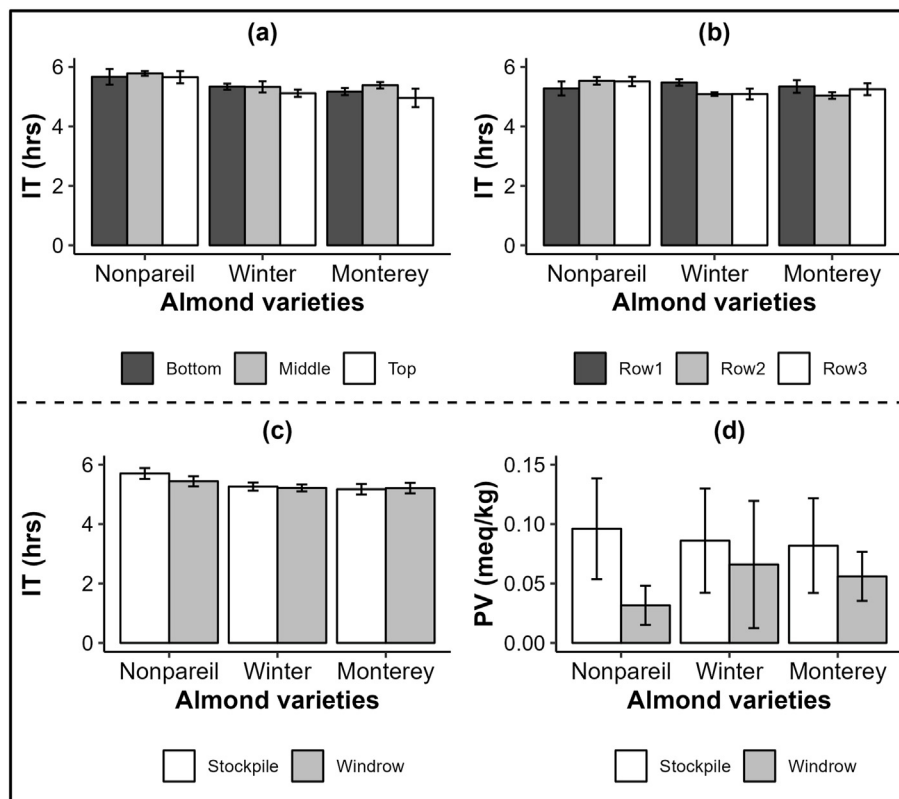 (a)
IT (hrs)
6
4
2
0
Nonpareil Winter Monterey
Almond varieties
Bottom Middle Top
(b)
IT (hrs)
6
4
2
0
Nonpareil Winter Monterey
Almond varieties
Row1 Row2 Row3
(c)
IT (hrs)
6
4
2
0
Nonpareil Winter Monterey
Almond varieties
Stockpile Windrow
(d)
PV (meq/kg)
0.15
0.10
0.05
0.00
Nonpareil Winter Monterey
Almond varieties
Stockpile Windrow